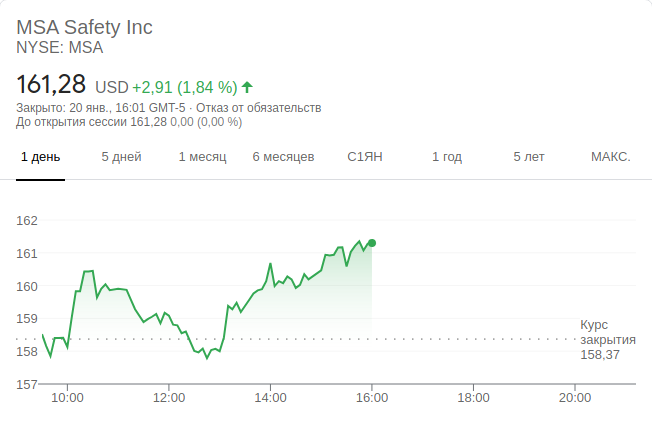 MSA Safety Inc
NYSE: MSA
161,28 USD +2,91 (1,84 %)
Закрыто: 20 янв., 16:01 GMT-5 · Отказ от обязательств
До открытия сессии 161,28 0,00 (0,00 %)
1 день 5 дней 1 месяц 6 месяцев С1ЯН 1 год 5 лет МАКС.
162
161
160
159
158
157
Курс
закрытия
158,37
10:00 12:00 14:00 16:00 18:00 20:00